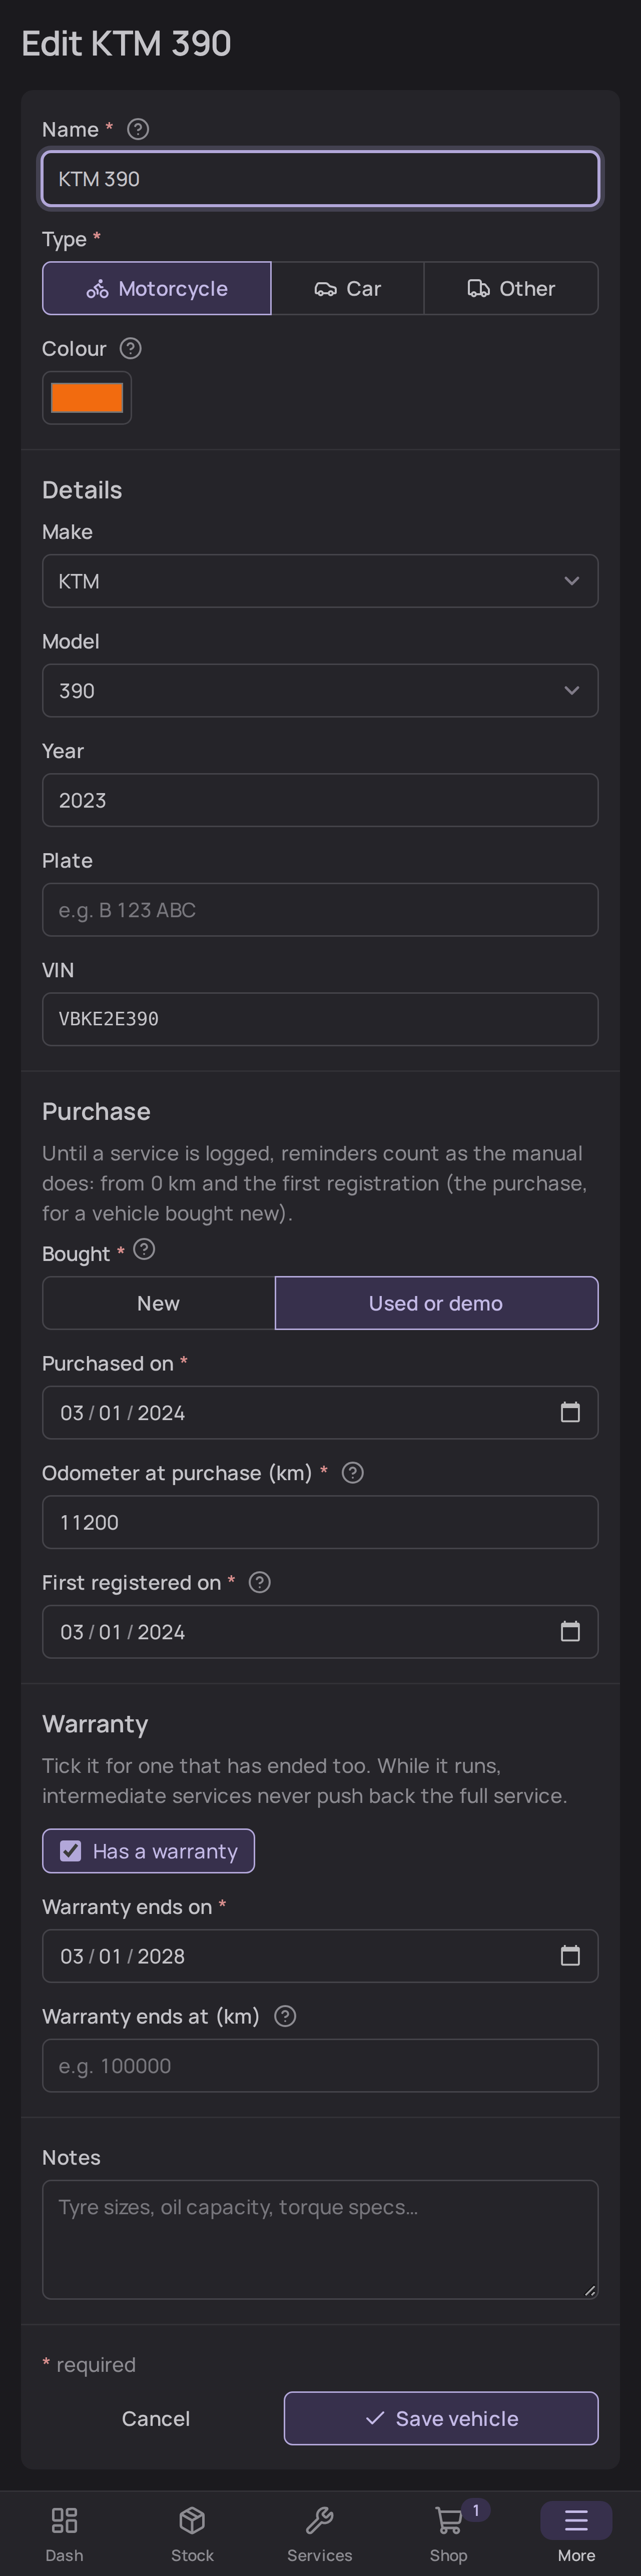 Edit KTM 390
Name *
KTM 390
Type *
Motorcycle
Car
Other
Colour
Details
Make
KTM
Model
390
Year
2023
Plate
e.g. B 123 ABC
VIN
VBKE2E390
Purchase
Until a service is logged, reminders count as the manual
does: from 0 km and the first registration (the purchase,
for a vehicle bought new).
Bought *
New
Used or demo
Purchased on *
03/01/2024
Odometer at purchase (km) *
11200
First registered on *
03/01/2024
Warranty
Tick it for one that has ended too. While it runs,
intermediate services never push back the full service.
Has a warranty
Warranty ends on *
03/01/2028
Warranty ends at (km)
e.g. 100000
Notes
Tyre sizes, oil capacity, torque specs…
* required
Cancel
Save vehicle
1
Dash
Stock
Services
Shop
More